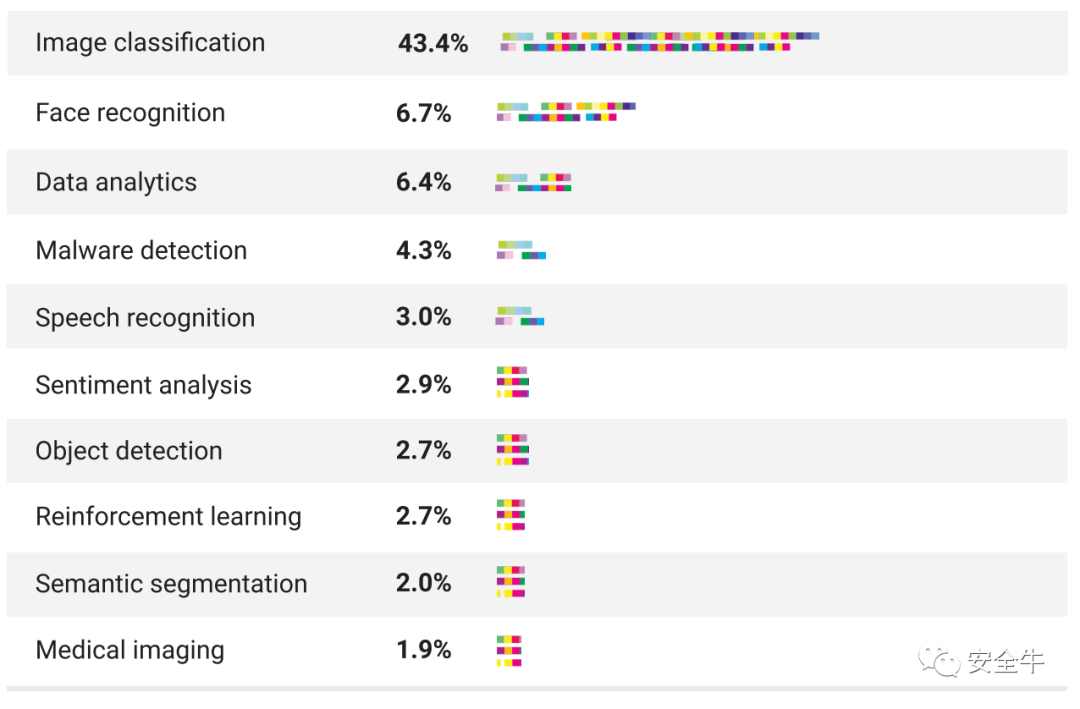 Image classification 43.4%
Face recognition 6.7%
Data analytics 6.4%
Malware detection 4.3%
Speech recognition 3.0%
Sentiment analysis 2.9%
Object detection 2.7%
Reinforcement learning 2.7%
Semantic segmentation 2.0%
Medical imaging 1.9%
安全牛